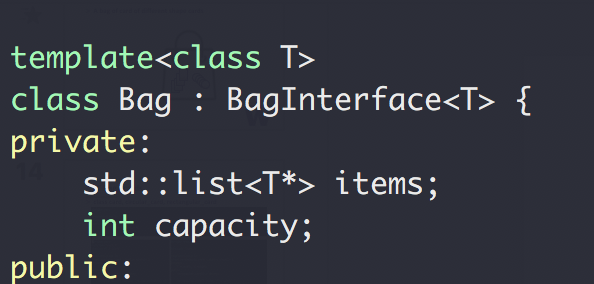 template<class T>
class Bag : BagInterface<T> {
private:
    std::list<T*> items;
    int capacity;
public: